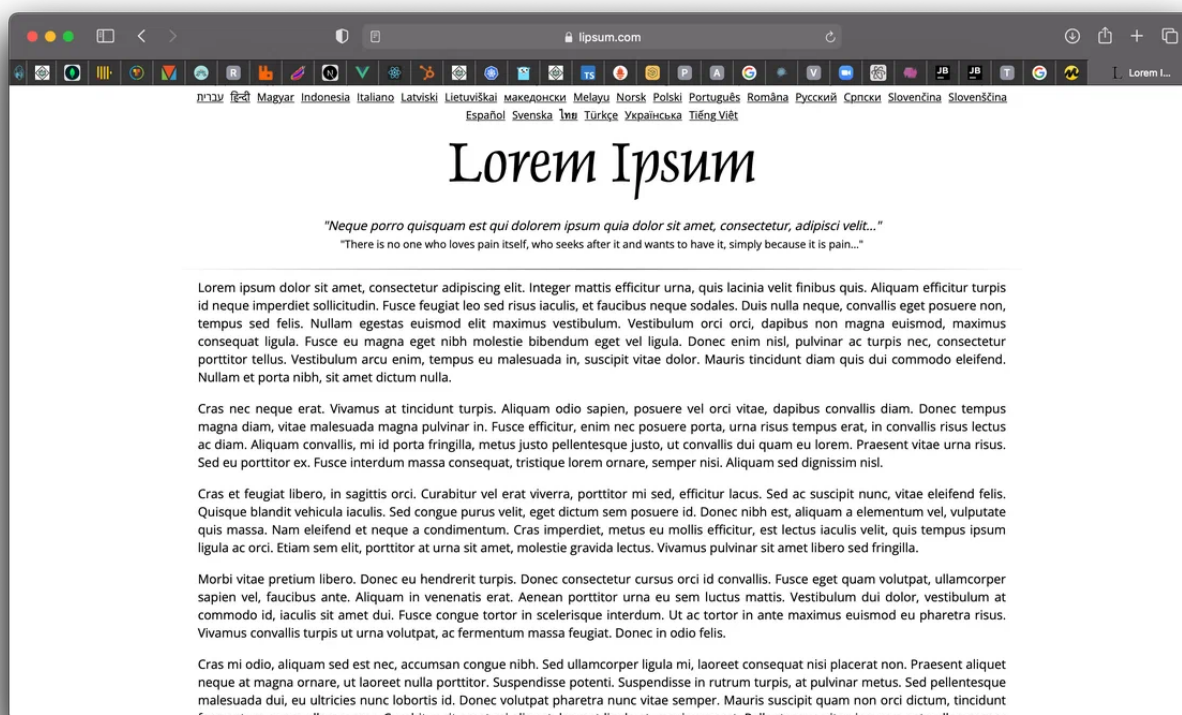 lipsum.com
R
N
TS
P
A
V
JB
JB
T
Lorem I...
עברית हिन्दी Magyar Indonesia Italiano Latviski Lietuviškai македонски Melayu Norsk Polski Português Româna Русский Српски Slovenčina Slovenščina
Español Svenska ไทย Türkçe Українська Tiếng Việt
Lorem Ipsum
"Neque porro quisquam est qui dolorem ipsum quia dolor sit amet, consectetur, adipisci velit..."
"There is no one who loves pain itself, who seeks after it and wants to have it, simply because it is pain..."
Lorem ipsum dolor sit amet, consectetur adipiscing elit. Integer mattis efficitur urna, quis lacinia velit finibus quis. Aliquam efficitur turpis
id neque imperdiet sollicitudin. Fusce feugiat leo sed risus iaculis, et faucibus neque sodales. Duis nulla neque, convallis eget posuere non,
tempus sed felis. Nullam egestas euismod elit maximus vestibulum. Vestibulum orci orci, dapibus non magna euismod, maximus
consequat ligula. Fusce eu magna eget nibh molestie bibendum eget vel ligula. Donec enim nisl, pulvinar ac turpis nec, consectetur
porttitor tellus. Vestibulum arcu enim, tempus eu malesuada in, suscipit vitae dolor. Mauris tincidunt diam quis dui commodo eleifend.
Nullam et porta nibh, sit amet dictum nulla.
Cras nec neque erat. Vivamus at tincidunt turpis. Aliquam odio sapien, posuere vel orci vitae, dapibus convallis diam. Donec tempus
magna diam, vitae malesuada magna pulvinar in. Fusce efficitur, enim nec posuere porta, urna risus tempus erat, in convallis risus lectus
ac diam. Aliquam convallis, mi id porta fringilla, metus justo pellentesque justo, ut convallis dui quam eu lorem. Praesent vitae urna risus.
Sed eu porttitor ex. Fusce interdum massa consequat, tristique lorem ornare, semper nisi. Aliquam sed dignissim nisl.
Cras et feugiat libero, in sagittis orci. Curabitur vel erat viverra, porttitor mi sed, efficitur lacus. Sed ac suscipit nunc, vitae eleifend felis.
Quisque blandit vehicula iaculis. Sed congue purus velit, eget dictum sem posuere id. Donec nibh est, aliquam a elementum vel, vulputate
quis massa. Nam eleifend et neque a condimentum. Cras imperdiet, metus eu mollis efficitur, est lectus iaculis velit, quis tempus ipsum
ligula ac orci. Etiam sem elit, porttitor at urna sit amet, molestie gravida lectus. Vivamus pulvinar sit amet libero sed fringilla.
Morbi vitae pretium libero. Donec eu hendrerit turpis. Donec consectetur cursus orci id convallis. Fusce eget quam volutpat, ullamcorper
sapien vel, faucibus ante. Aliquam in venenatis erat. Aenean porttitor urna eu sem luctus mattis. Vestibulum dui dolor, vestibulum at
commodo id, iaculis sit amet dui. Fusce congue tortor in scelerisque interdum. Ut ac tortor in ante maximus euismod eu pharetra risus.
Vivamus convallis turpis ut urna volutpat, ac fermentum massa feugiat. Donec in odio felis.
Cras mi odio, aliquam sed est nec, accumsan congue nibh. Sed ullamcorper ligula mi, laoreet consequat nisi placerat non. Praesent aliquet
neque at magna ornare, ut laoreet nulla porttitor. Suspendisse potenti. Suspendisse in rutrum turpis, at pulvinar metus. Sed pellentesque
malesuada dui, eu ultricies nunc lobortis id. Donec volutpat pharetra nunc vitae semper. Mauris suscipit quam non orci dictum, tincidunt